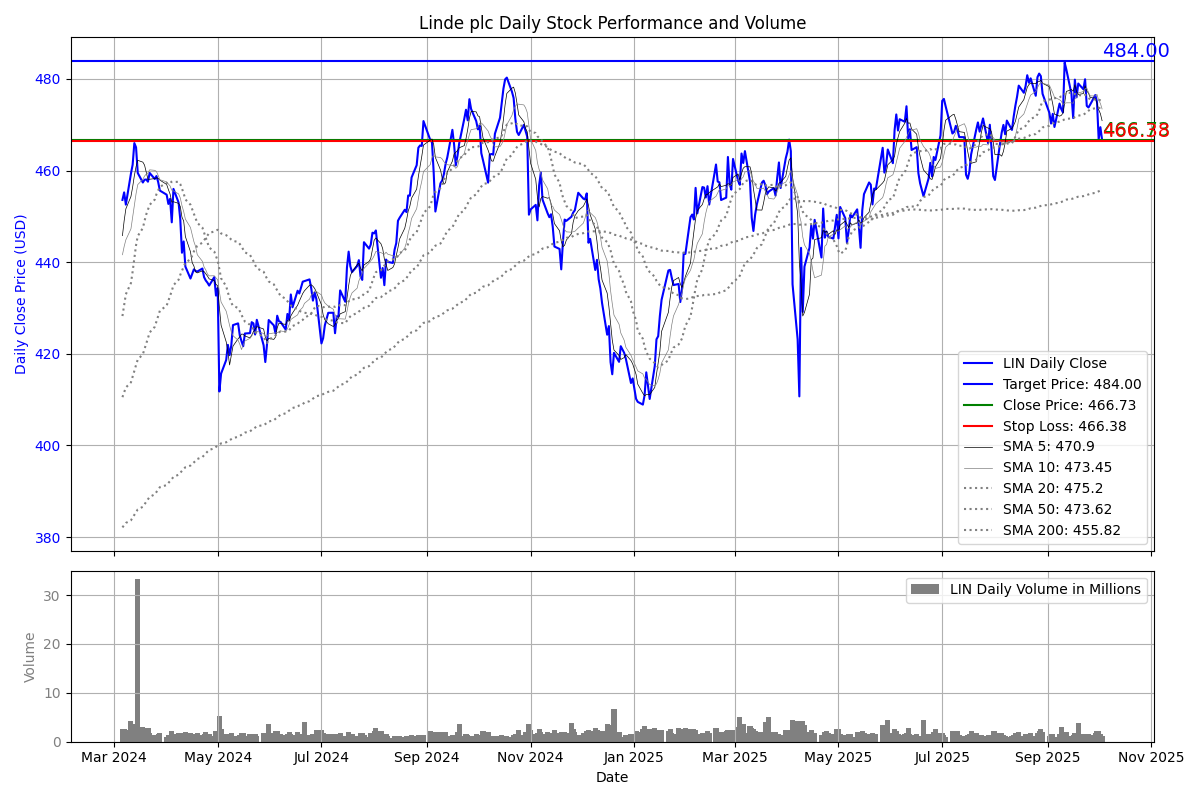 Linde plc Daily Stock Performance and Volume
484.00
466.38
480
460
440
420
400
380
Daily Close Price (USD)
LIN Daily Close
Target Price: 484.00
Close Price: 466.73
Stop Loss: 466.38
SMA 5: 470.9
SMA 10: 473.45
SMA 20: 475.2
SMA 50: 473.62
SMA 200: 455.82
30
20
10
0
Volume
LIN Daily Volume in Millions
Mar 2024 May 2024 Jul 2024 Sep 2024 Nov 2024 Jan 2025 Mar 2025 May 2025 Jul 2025 Sep 2025 Nov 2025
Date